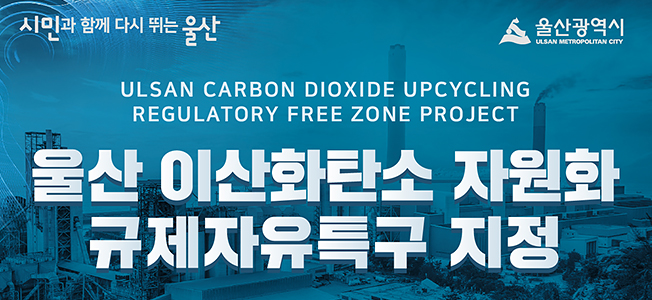 시민과 함께 다시 뛰는 울산
울산광역시
ULSAN METROPOLITAN CITY
ULSAN CARBON DIOXIDE UPCYCLING
REGULATORY FREE ZONE PROJECT
울산 이산화탄소 자원화
규제자유특구 지정